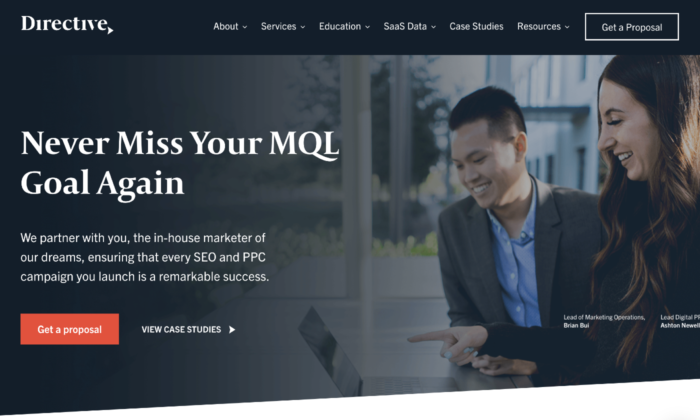 Directive
About Services Education SaaS Data Case Studies Resources Get a Proposal
Never Miss Your MQL
Goal Again
We partner with you, the in-house marketer of
our dreams, ensuring that every SEO and PPC
campaign you launch is a remarkable success.
Get a proposal VIEW CASE STUDIES
Lead of Marketing Operations,
Brian Bui
Lead Digital PR
Ashton Newell